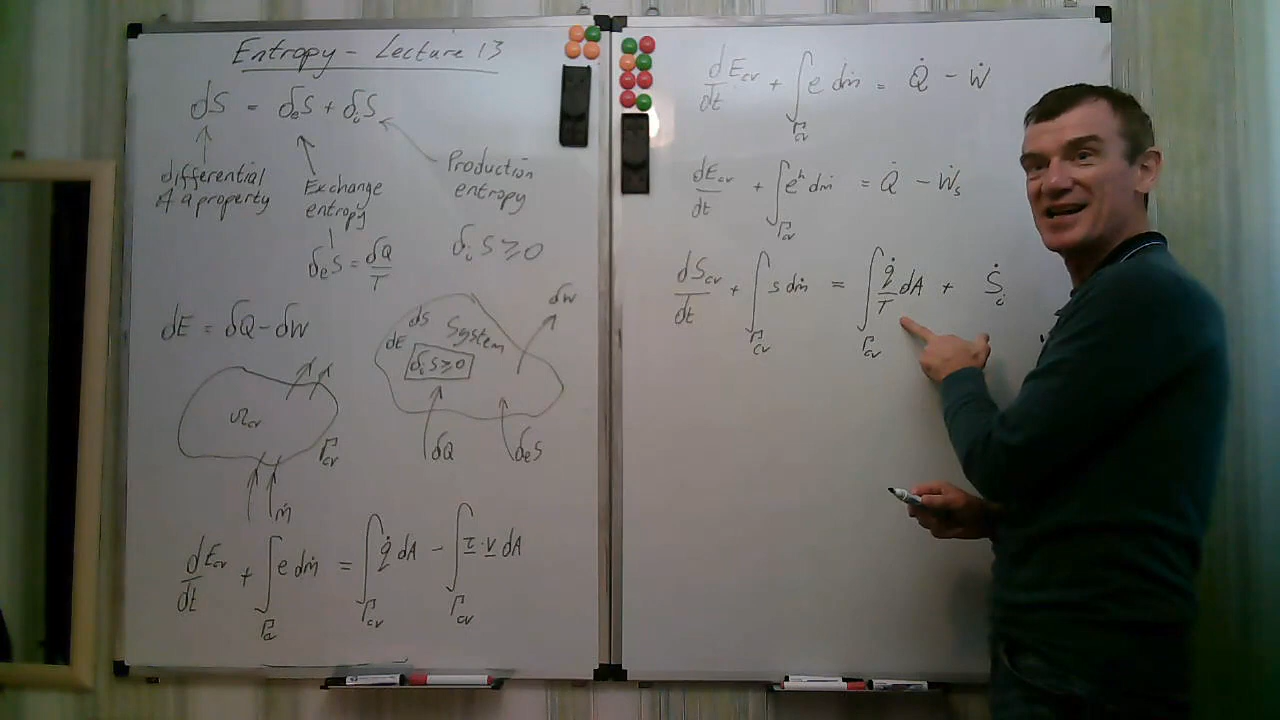 Entropy – Lecture 13
dS = δₑS + δᵢS
differential of a property
Exchange entropy
Production entropy
δₑS = δQ/T
δᵢS ≥ 0
dE = δQ - δW
dS
dE
System
δᵢS ≥ 0
δW
δQ
δₑS
Ω_cv
Γ_cv
ṁ
dE_cv/dt + ∫_Γcv e dṁ = ∫_Γcv q̇ dA - ∫_Γcv τ · v dA
dE_cv/dt + ∫_Γcv e dṁ = Q̇ - Ẇ
dE_cv/dt + ∫_Γcv eʰ dṁ = Q̇ - Ẇₛ
dS_cv/dt + ∫_Γcv s dṁ = ∫_Γcv q̇/T dA + Ṡᵢ